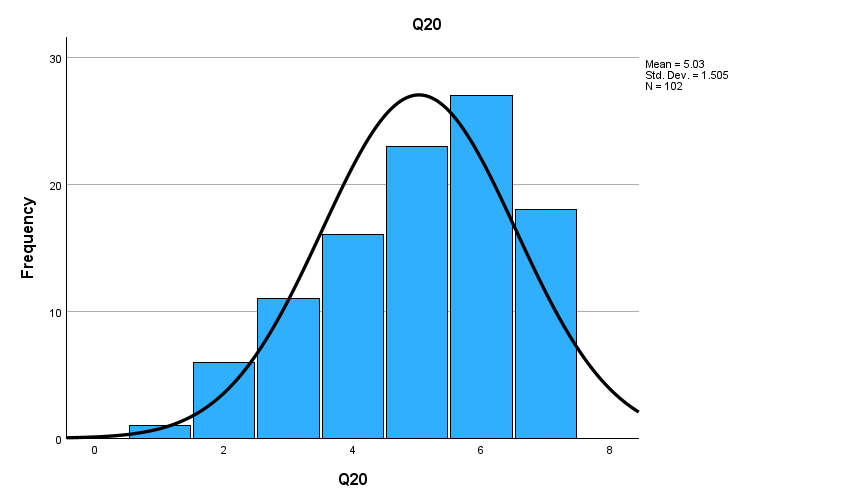 Q20
Mean = 5.03
Std. Dev. = 1.505
N = 102
30
20
10
0
Frequency
0 2 4 6 8
Q20